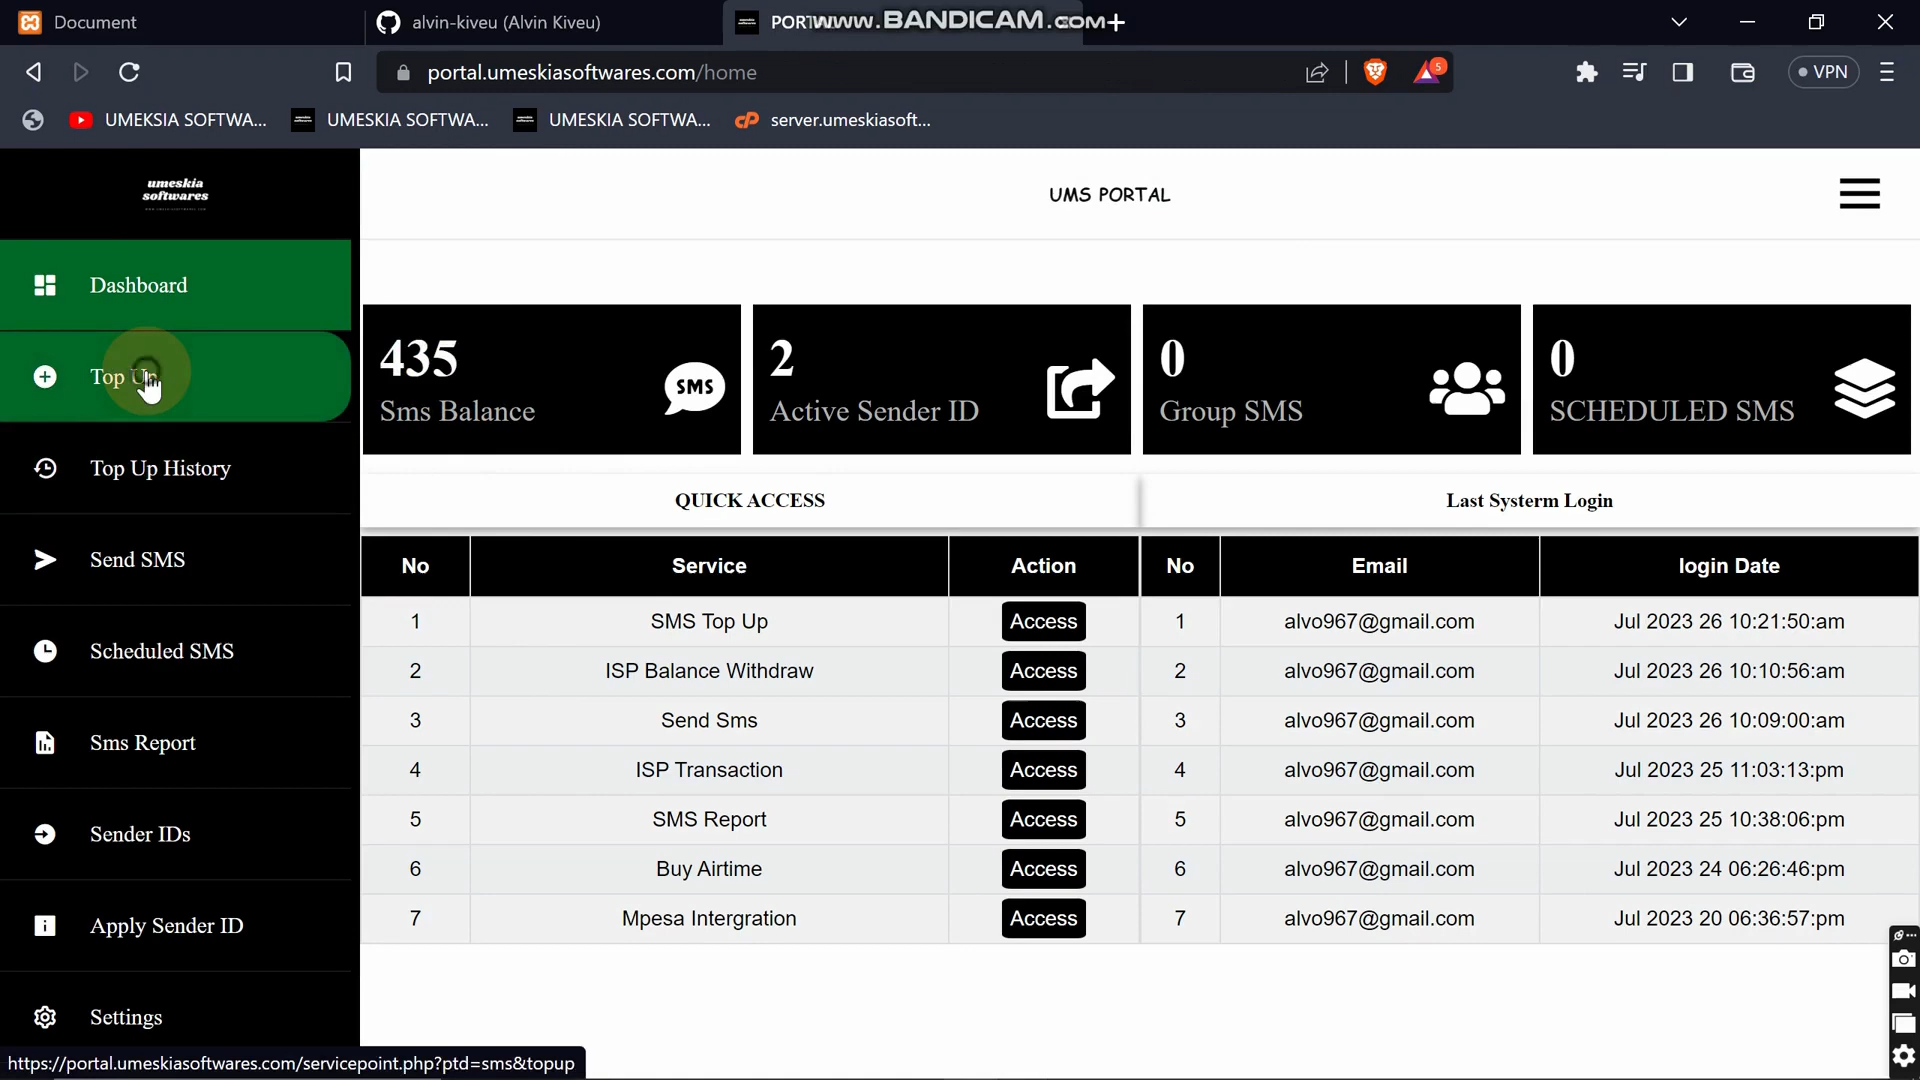 Document
alvin-kiveu (Alvin Kiveu)
www.BANDICAM.com
portal.umeskiasoftwares.com/home
5
VPN
UMEKSIA SOFTWA...
UMESKIA SOFTWA...
UMESKIA SOFTWA...
server.umeskiasoft...
umeskia
softwares
UMS PORTAL
Dashboard
Top Up
Top Up History
Send SMS
Scheduled SMS
Sms Report
Sender IDs
Apply Sender ID
Settings
435
Sms Balance
SMS
2
Active Sender ID
0
Group SMS
0
SCHEDULED SMS
QUICK ACCESS
No Service Action
1 SMS Top Up Access
2 ISP Balance Withdraw Access
3 Send Sms Access
4 ISP Transaction Access
5 SMS Report Access
6 Buy Airtime Access
7 Mpesa Intergration Access
Last Systerm Login
No Email login Date
1 alvo967@gmail.com Jul 2023 26 10:21:50:am
2 alvo967@gmail.com Jul 2023 26 10:10:56:am
3 alvo967@gmail.com Jul 2023 26 10:09:00:am
4 alvo967@gmail.com Jul 2023 25 11:03:13:pm
5 alvo967@gmail.com Jul 2023 25 10:38:06:pm
6 alvo967@gmail.com Jul 2023 24 06:26:46:pm
7 alvo967@gmail.com Jul 2023 20 06:36:57:pm
https://portal.umeskiasoftwares.com/servicepoint.php?ptd=sms&topup